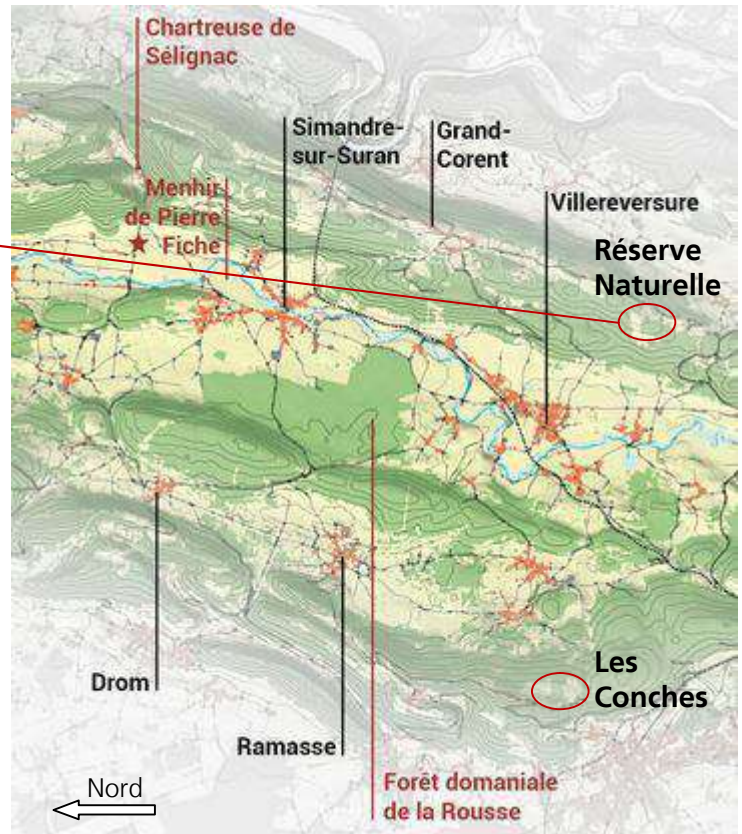 Chartreuse de
Sélignac
Simandre-
sur-Suran
Grand-
Corent
Menhir
de Pierre
Fiche
Villereversure
Réserve
Naturelle
Drom
Ramasse
Les
Conches
Forêt domaniale
de la Rousse
Nord